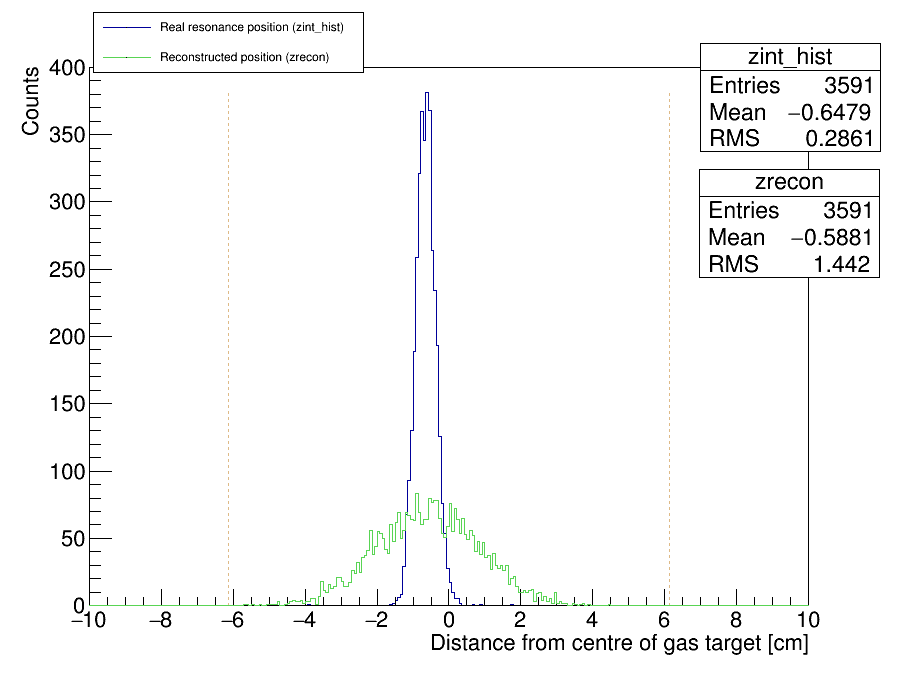 Real resonance position (zint_hist)
Reconstructed position (zrecon)
Counts
400
350
300
250
200
150
100
50
0
−10
−8
−6
−4
−2
0
2
4
6
8
10
Distance from centre of gas target [cm]
zint_hist
Entries 3591
Mean −0.6479
RMS 0.2861
zrecon
Entries 3591
Mean −0.5881
RMS 1.442